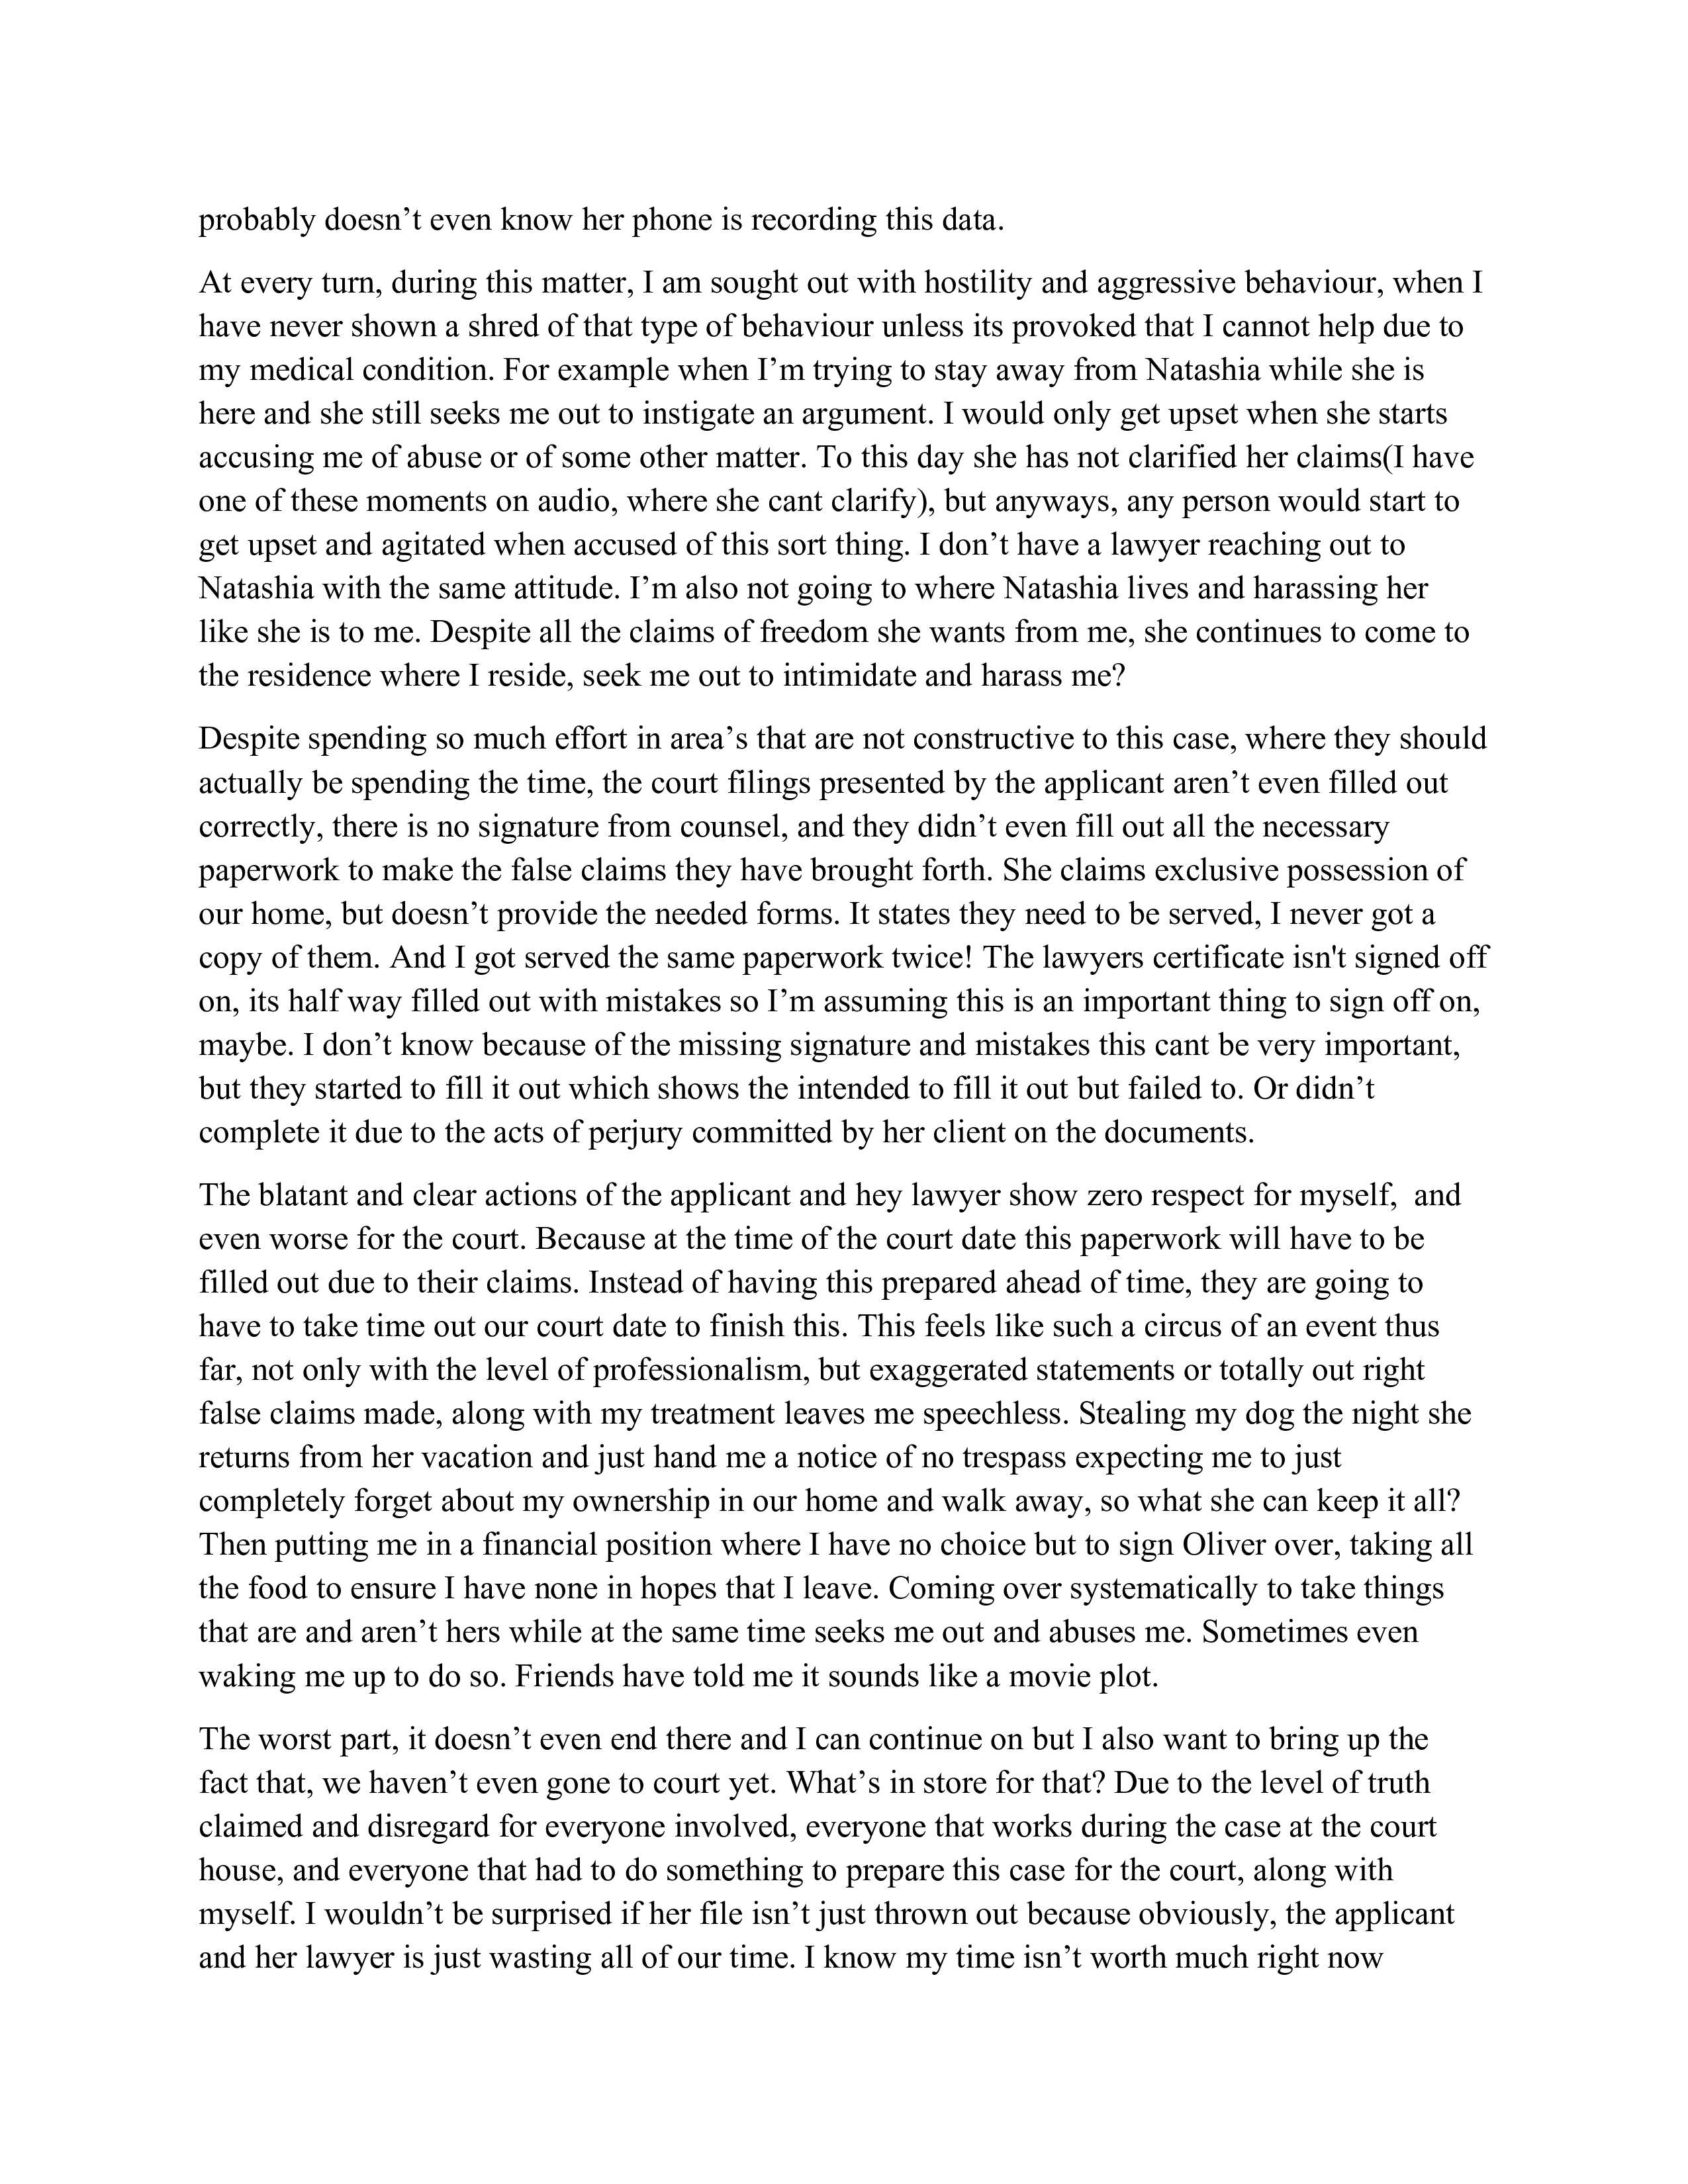 probably doesn’t even know her phone is recording this data.
At every turn, during this matter, I am sought out with hostility and aggressive behaviour, when I
have never shown a shred of that type of behaviour unless its provoked that I cannot help due to
my medical condition. For example when I’m trying to stay away from Natashia while she is
here and she still seeks me out to instigate an argument. I would only get upset when she starts
accusing me of abuse or of some other matter. To this day she has not clarified her claims(I have
one of these moments on audio, where she cant clarify), but anyways, any person would start to
get upset and agitated when accused of this sort thing. I don’t have a lawyer reaching out to
Natashia with the same attitude. I’m also not going to where Natashia lives and harassing her
like she is to me. Despite all the claims of freedom she wants from me, she continues to come to
the residence where I reside, seek me out to intimidate and harass me?
Despite spending so much effort in area’s that are not constructive to this case, where they should
actually be spending the time, the court filings presented by the applicant aren’t even filled out
correctly, there is no signature from counsel, and they didn’t even fill out all the necessary
paperwork to make the false claims they have brought forth. She claims exclusive possession of
our home, but doesn’t provide the needed forms. It states they need to be served, I never got a
copy of them. And I got served the same paperwork twice! The lawyers certificate isn't signed off
on, its half way filled out with mistakes so I’m assuming this is an important thing to sign off on,
maybe. I don’t know because of the missing signature and mistakes this cant be very important,
but they started to fill it out which shows the intended to fill it out but failed to. Or didn’t
complete it due to the acts of perjury committed by her client on the documents.
The blatant and clear actions of the applicant and hey lawyer show zero respect for myself,  and
even worse for the court. Because at the time of the court date this paperwork will have to be
filled out due to their claims. Instead of having this prepared ahead of time, they are going to
have to take time out our court date to finish this. This feels like such a circus of an event thus
far, not only with the level of professionalism, but exaggerated statements or totally out right
false claims made, along with my treatment leaves me speechless. Stealing my dog the night she
returns from her vacation and just hand me a notice of no trespass expecting me to just
completely forget about my ownership in our home and walk away, so what she can keep it all?
Then putting me in a financial position where I have no choice but to sign Oliver over, taking all
the food to ensure I have none in hopes that I leave. Coming over systematically to take things
that are and aren’t hers while at the same time seeks me out and abuses me. Sometimes even
waking me up to do so. Friends have told me it sounds like a movie plot.
The worst part, it doesn’t even end there and I can continue on but I also want to bring up the
fact that, we haven’t even gone to court yet. What’s in store for that? Due to the level of truth
claimed and disregard for everyone involved, everyone that works during the case at the court
house, and everyone that had to do something to prepare this case for the court, along with
myself. I wouldn’t be surprised if her file isn’t just thrown out because obviously, the applicant
and her lawyer is just wasting all of our time. I know my time isn’t worth much right now